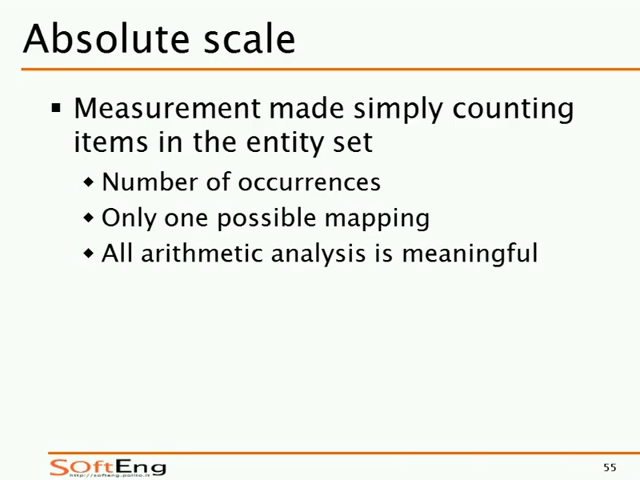 Absolute scale
▪ Measurement made simply counting
items in the entity set
◆ Number of occurrences
◆ Only one possible mapping
◆ All arithmetic analysis is meaningful
SOftEng
http://softeng.polito.it
55